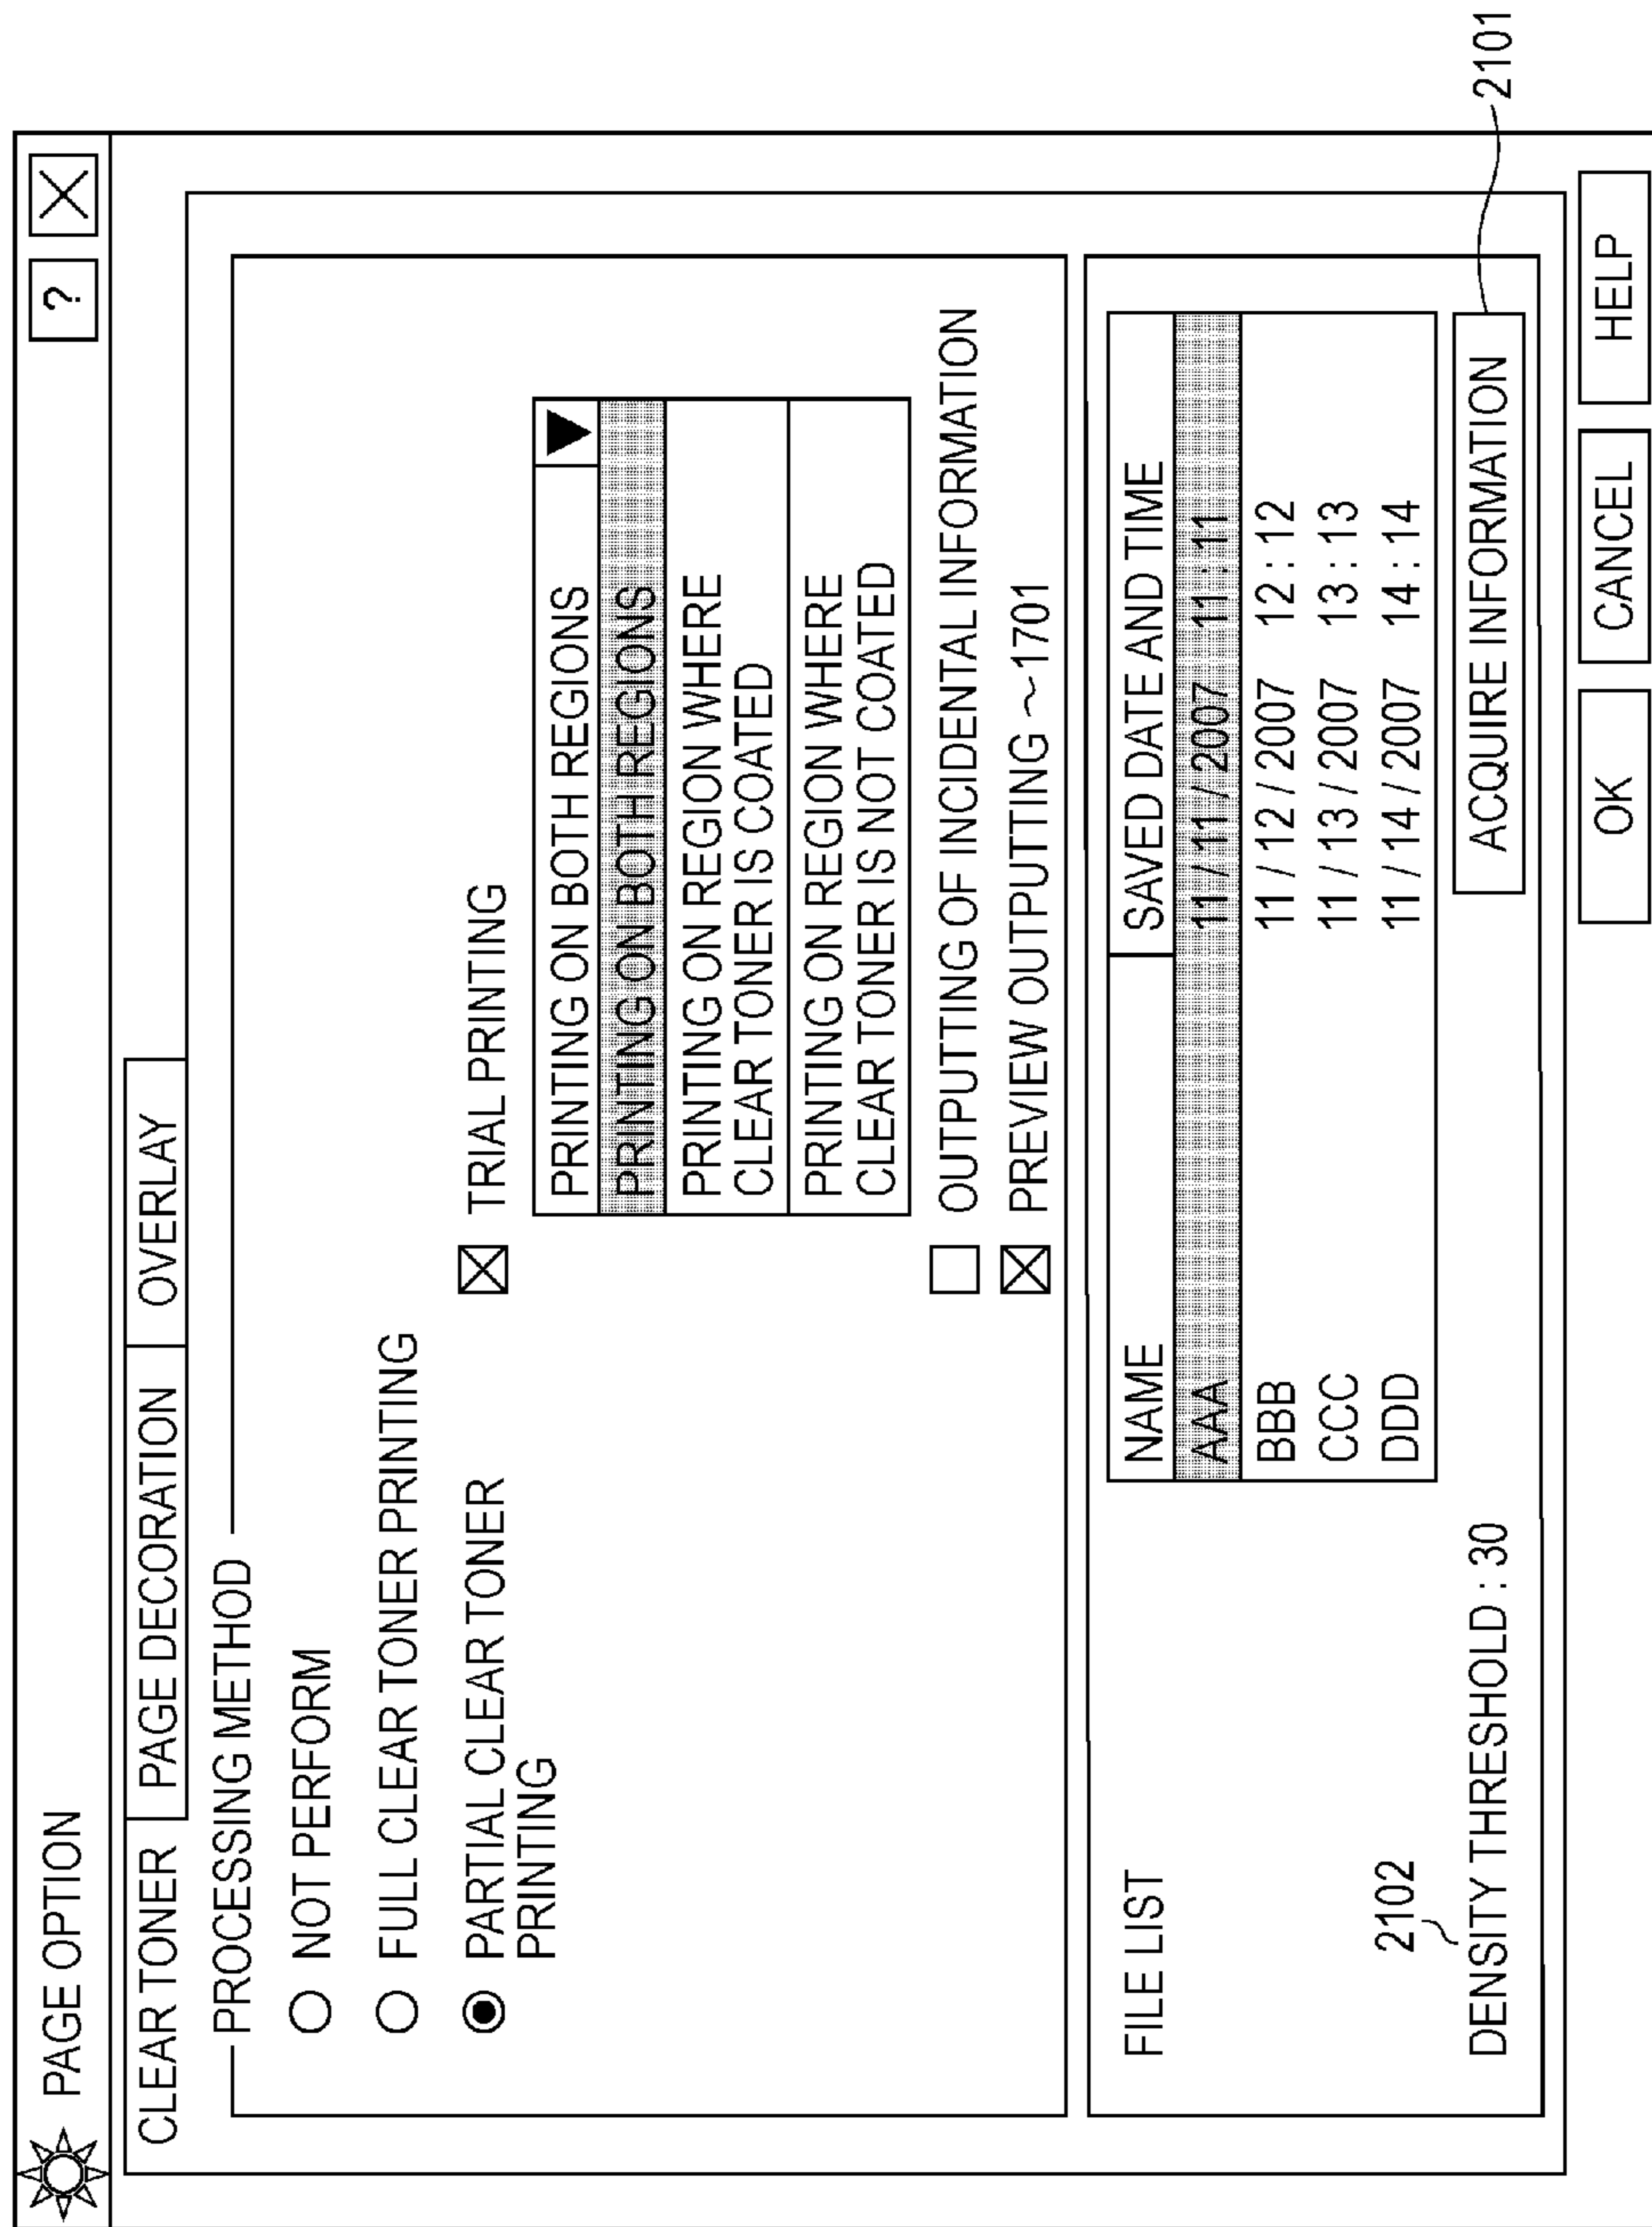 PAGE OPTION
?
CLEAR TONER
PAGE DECORATION
OVERLAY
PROCESSING METHOD
NOT PERFORM
FULL CLEAR TONER PRINTING
PARTIAL CLEAR TONER
PRINTING
TRIAL PRINTING
PRINTING ON BOTH REGIONS
PRINTING ON BOTH REGIONS
PRINTING ON REGION WHERE
CLEAR TONER IS COATED
PRINTING ON REGION WHERE
CLEAR TONER IS NOT COATED
OUTPUTTING OF INCIDENTAL INFORMATION
PREVIEW OUTPUTTING ~1701
FILE LIST
NAME SAVED DATE AND TIME
AAA 11 / 11 / 2007 11 : 11
BBB 11 / 12 / 2007 12 : 12
CCC 11 / 13 / 2007 13 : 13
DDD 11 / 14 / 2007 14 : 14
2102
DENSITY THRESHOLD : 30
ACQUIRE INFORMATION
2101
OK
CANCEL
HELP